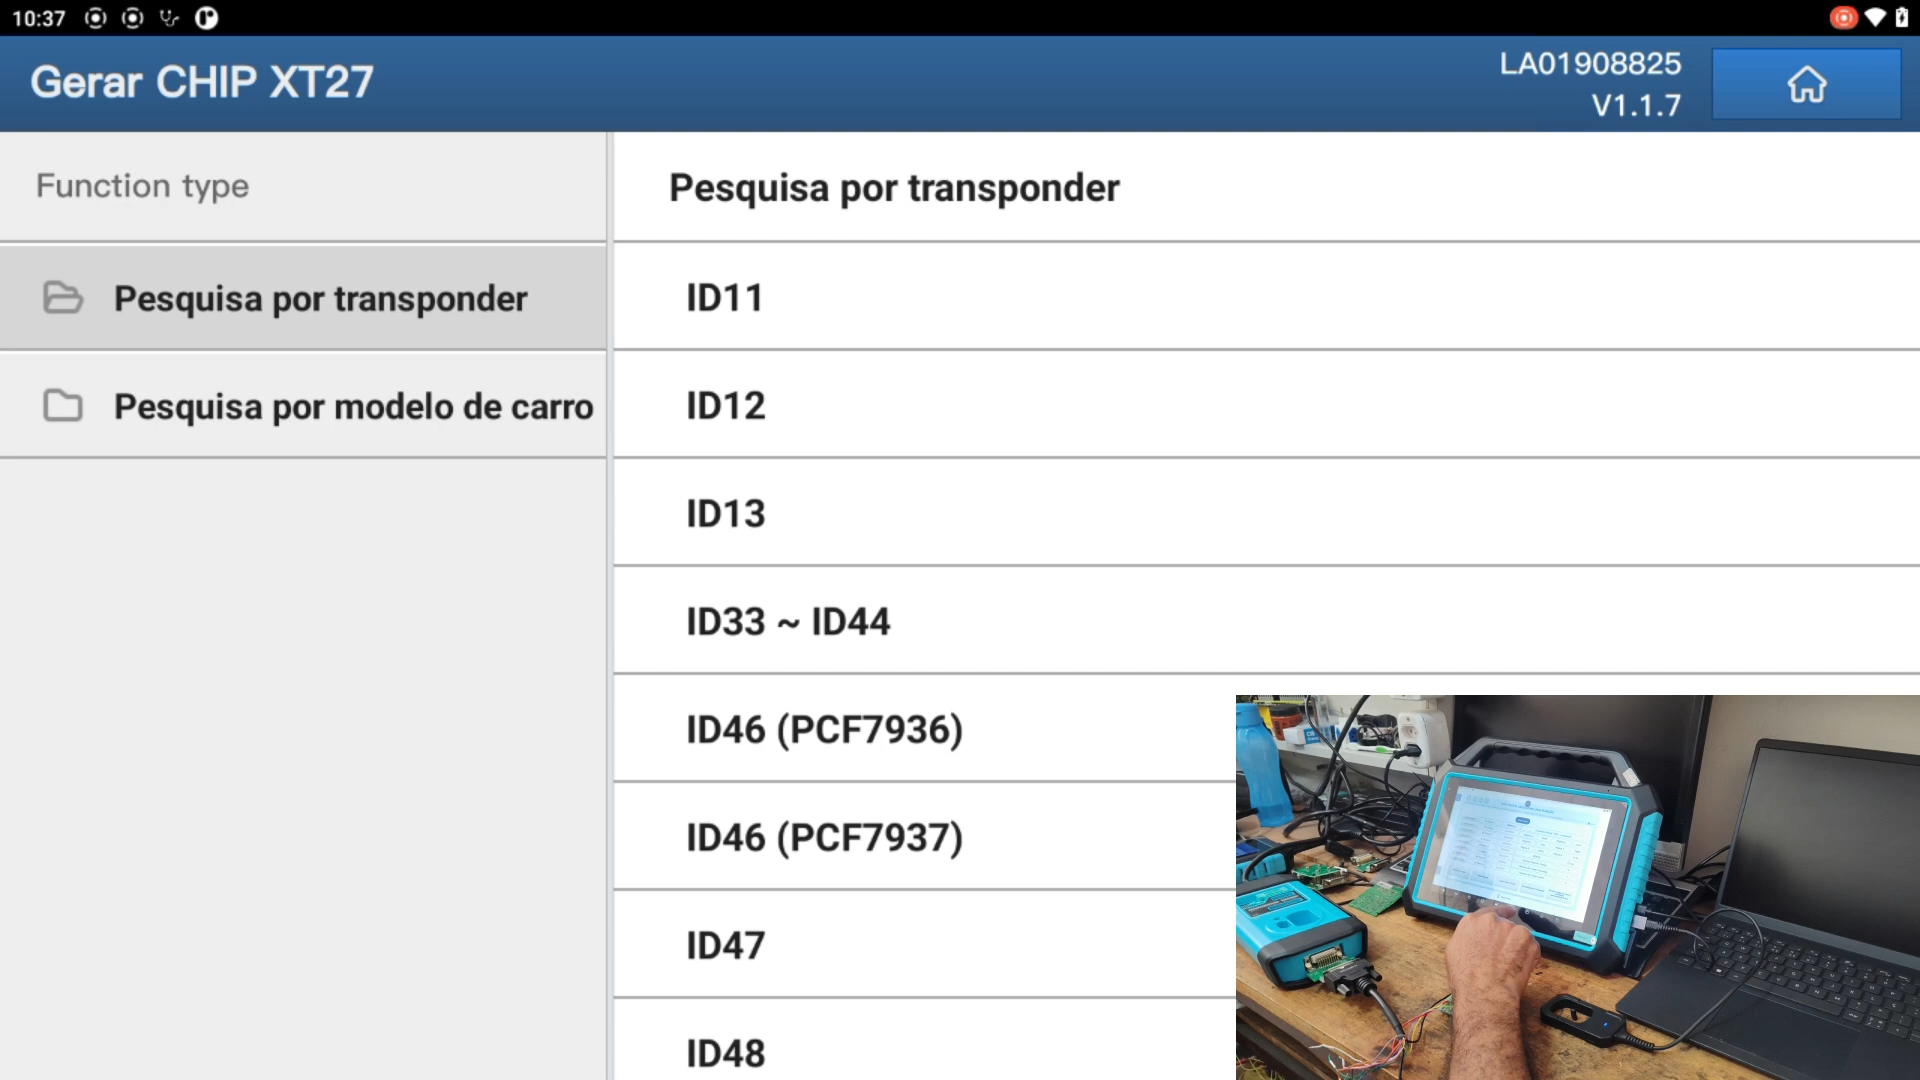 10:37
Gerar CHIP XT27
LA01908825
V1.1.7
Function type
Pesquisa por transponder
Pesquisa por modelo de carro
Pesquisa por transponder
ID11
ID12
ID13
ID33 ~ ID44
ID46 (PCF7936)
ID46 (PCF7937)
ID47
ID48